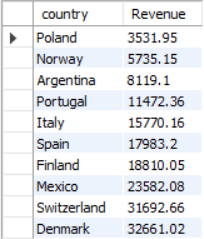 country Revenue
Poland 3531.95
Norway 5735.15
Argentina 8119.1
Portugal 11472.36
Italy 15770.16
Spain 17983.2
Finland 18810.05
Mexico 23582.08
Switzerland 31692.66
Denmark 32661.02